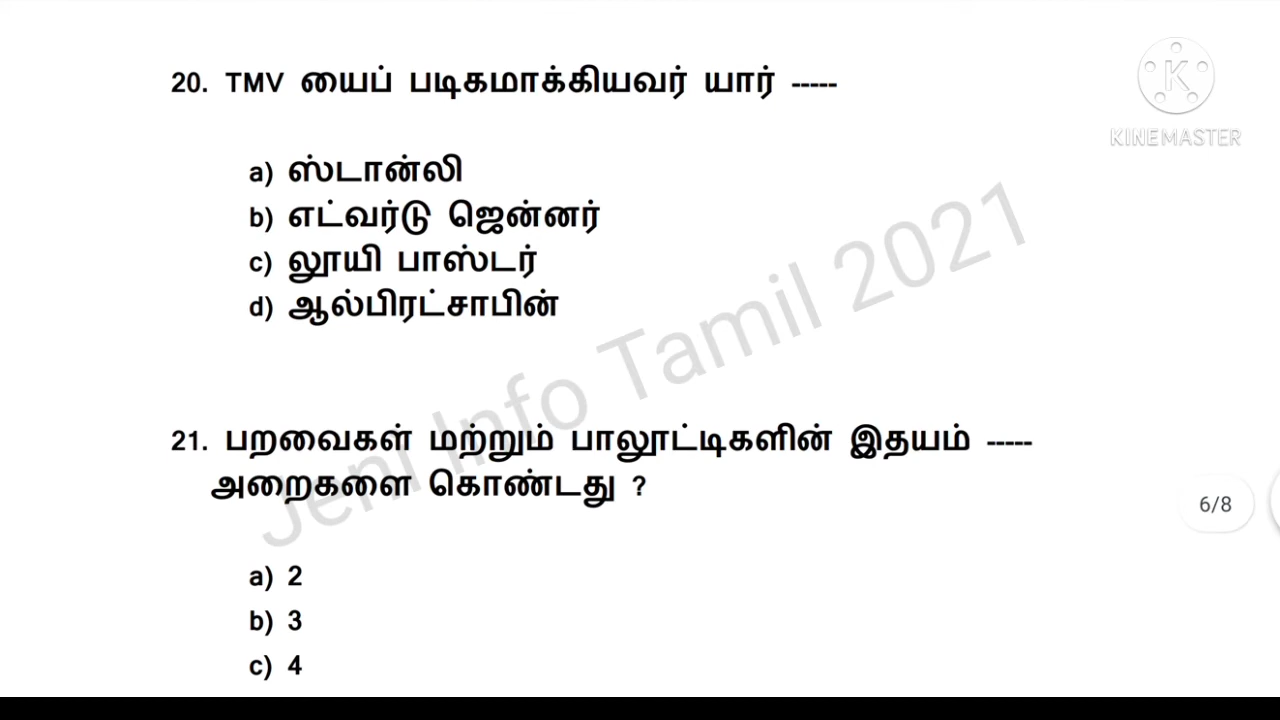 20. TMV யைப் படிகமாக்கியவர் யார் -----
KINEMASTER
a) ஸ்டான்லி
b) எட்வர்டு ஜென்னர்
c) லூயி பாஸ்டர்
d) ஆல்பிரட்சாபின்
Jeni Info Tamil 2021
21. பறவைகள் மற்றும் பாலூட்டிகளின் இதயம் -----
அறைகளை கொண்டது ?
6/8
a) 2
b) 3
c) 4